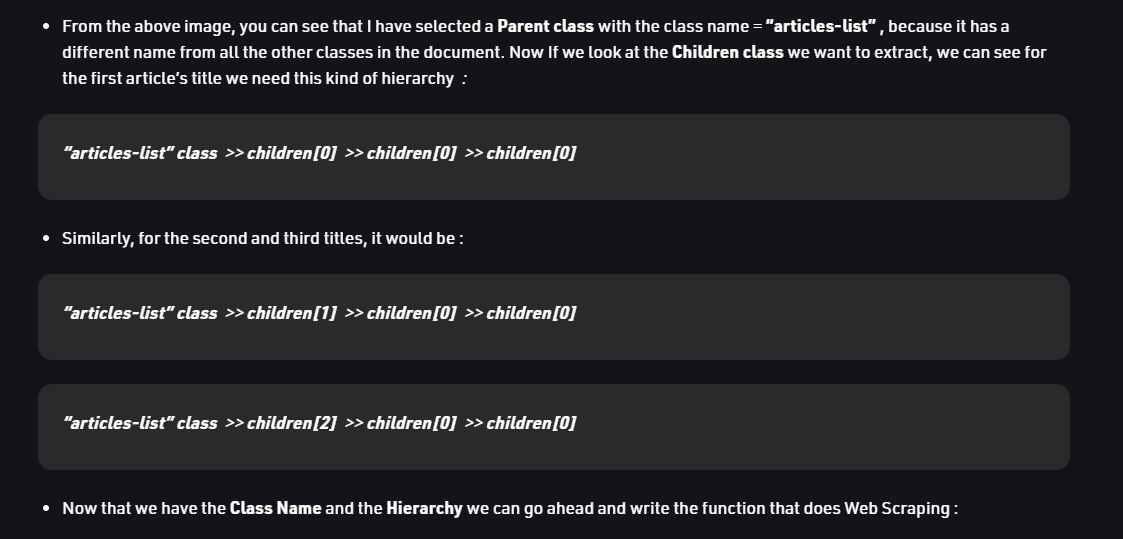 • From the above image, you can see that I have selected a Parent class with the class name = “articles-list” , because it has a
different name from all the other classes in the document. Now If we look at the Children class we want to extract, we can see for
the first article’s title we need this kind of hierarchy :
“articles-list” class >> children[0] >> children[0] >> children[0]
• Similarly, for the second and third titles, it would be :
“articles-list” class >> children[1] >> children[0] >> children[0]
“articles-list” class >> children[2] >> children[0] >> children[0]
• Now that we have the Class Name and the Hierarchy we can go ahead and write the function that does Web Scraping :